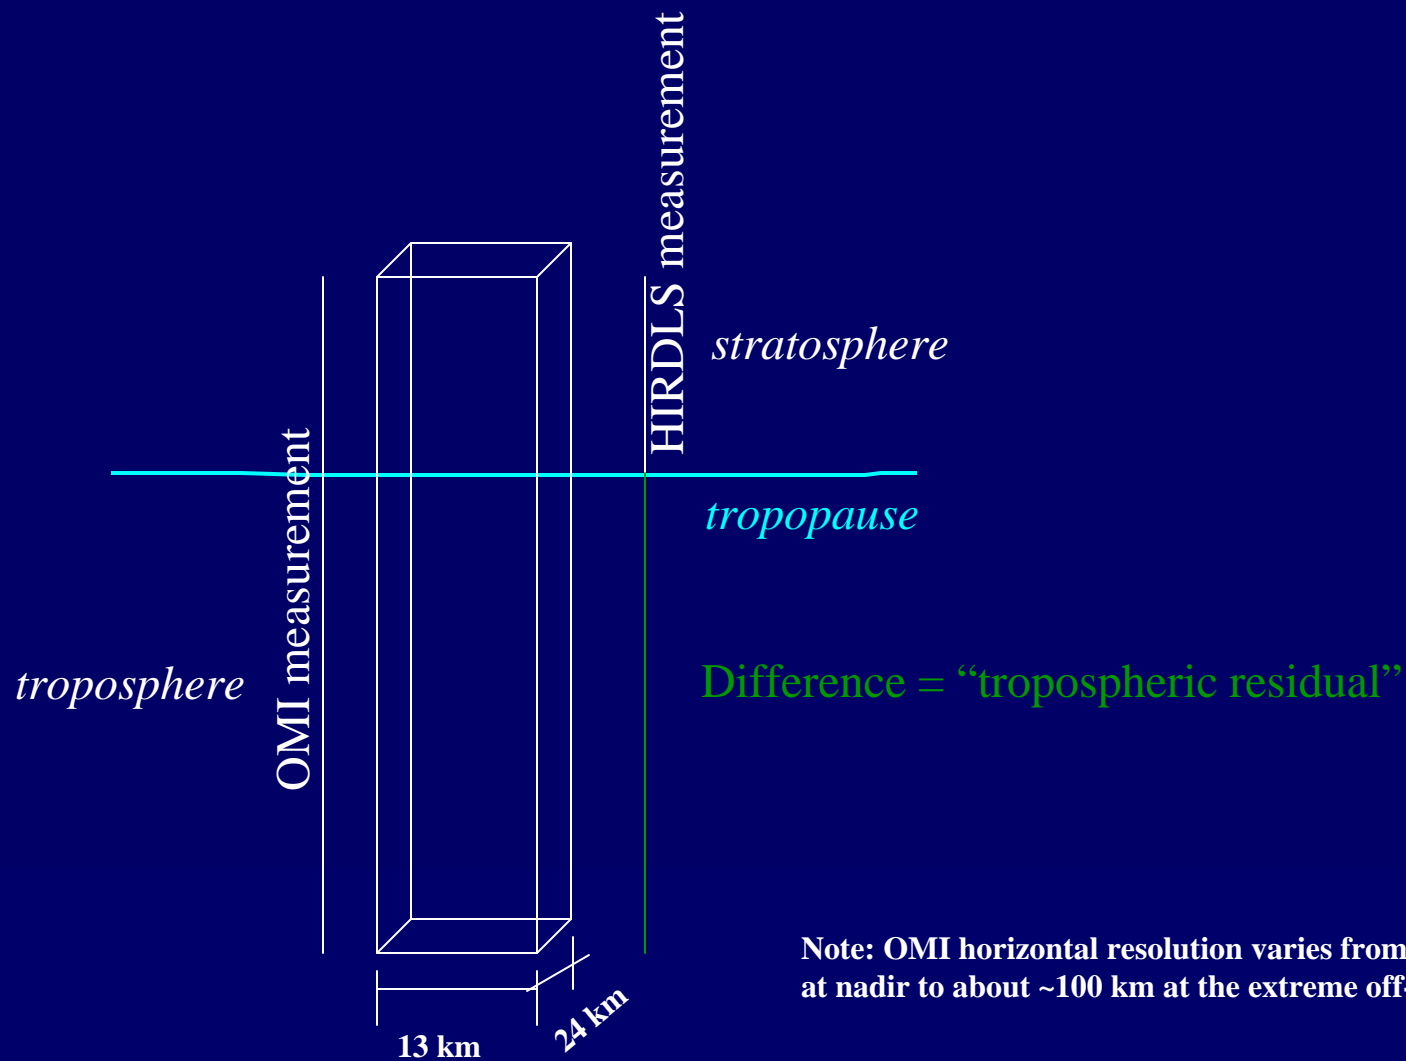 HIRDLS measurement
stratosphere
OMI measurement
tropopause
troposphere
Difference = “tropospheric residual”
Note: OMI horizontal resolution varies from
at nadir to about ~100 km at the extreme off-
24 km
13 km